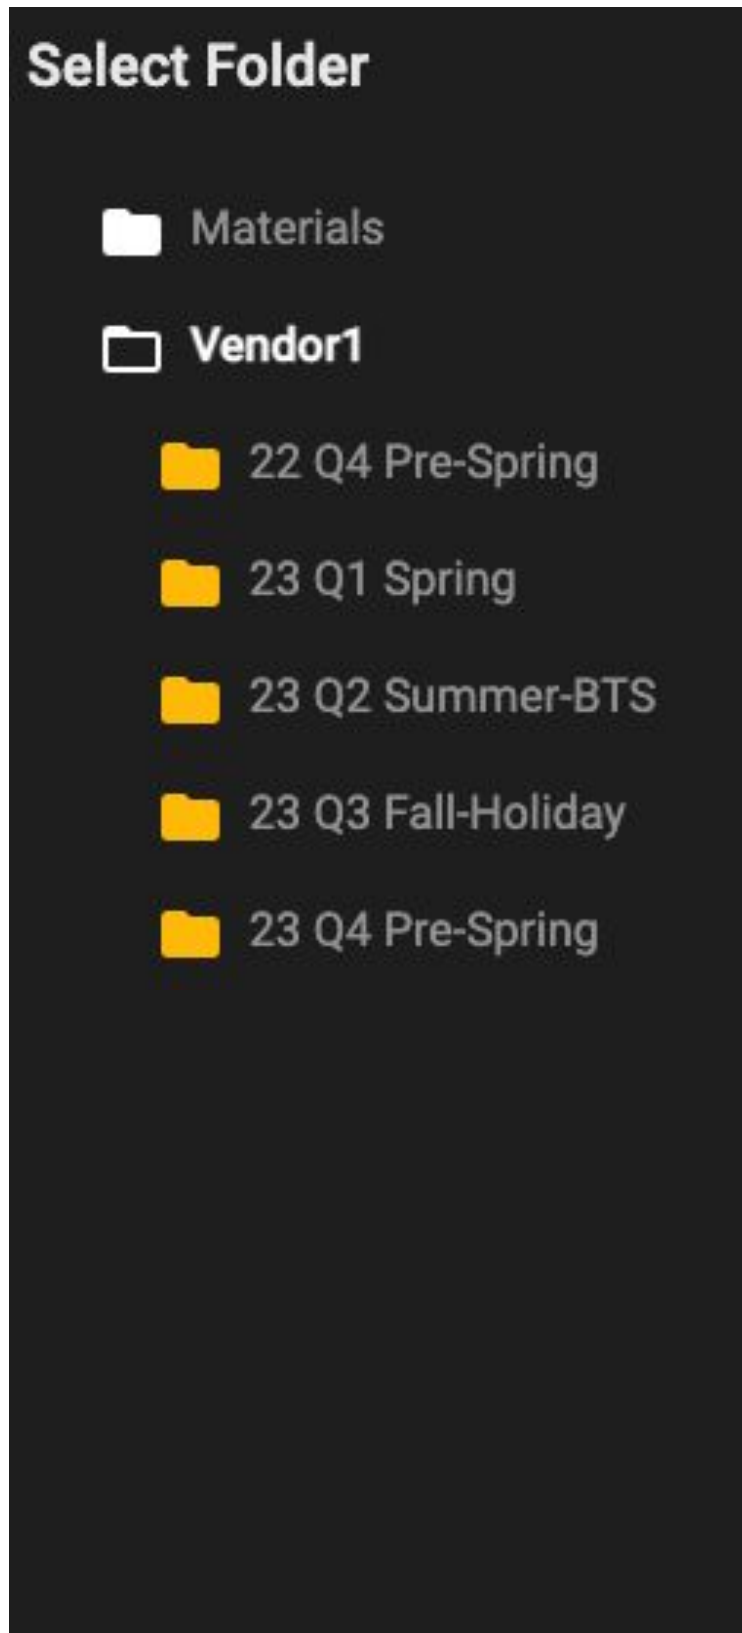 Select Folder
Materials
Vendor1
22 Q4 Pre-Spring
23 Q1 Spring
23 Q2 Summer-BTS
23 Q3 Fall-Holiday
23 Q4 Pre-Spring